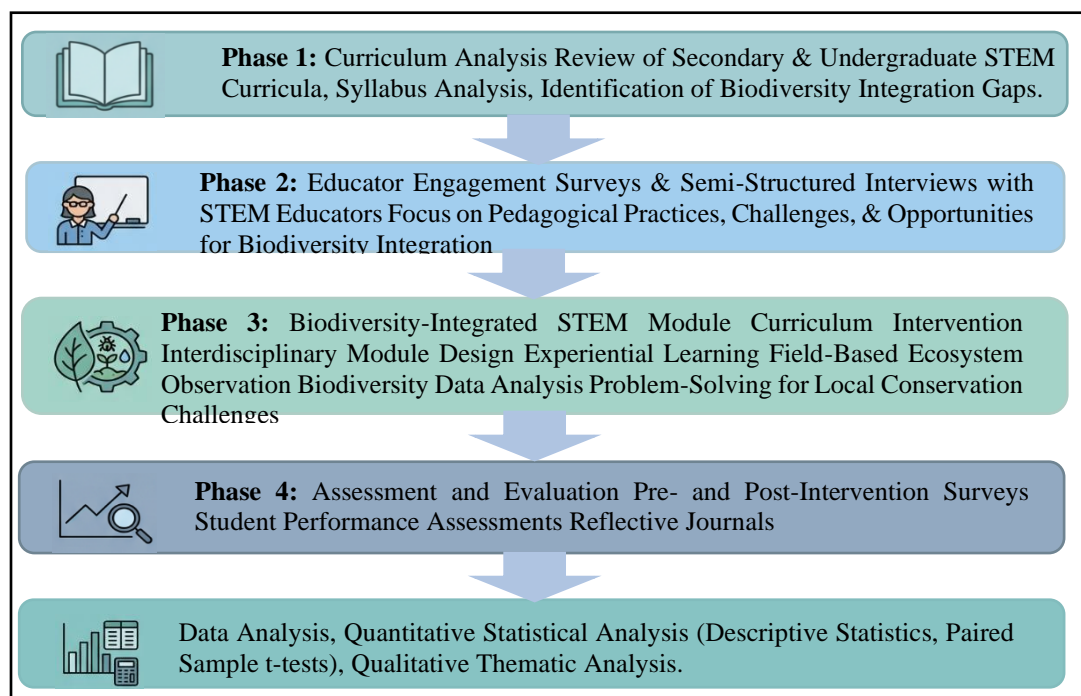 Phase 1: Curriculum Analysis Review of Secondary & Undergraduate STEM
Curricula, Syllabus Analysis, Identification of Biodiversity Integration Gaps.
Phase 2: Educator Engagement Surveys & Semi-Structured Interviews with
STEM Educators Focus on Pedagogical Practices, Challenges, & Opportunities
for Biodiversity Integration
Phase 3: Biodiversity-Integrated STEM Module Curriculum Intervention
Interdisciplinary Module Design Experiential Learning Field-Based Ecosystem
Observation Biodiversity Data Analysis Problem-Solving for Local Conservation
Challenges
Phase 4: Assessment and Evaluation Pre- and Post-Intervention Surveys
Student Performance Assessments Reflective Journals
Data Analysis, Quantitative Statistical Analysis (Descriptive Statistics, Paired
Sample t-tests), Qualitative Thematic Analysis.